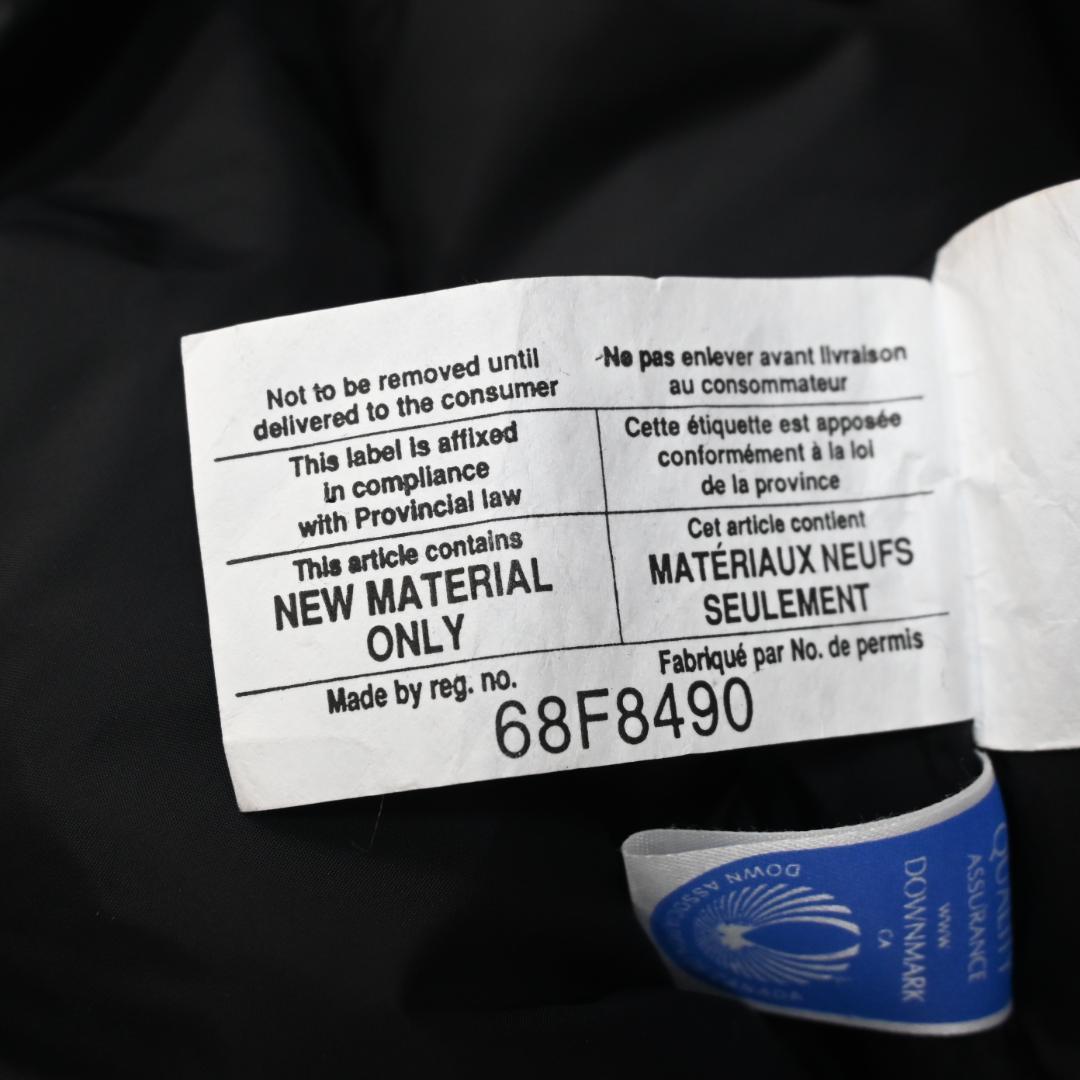 Not to be removed until
delivered to the consumer
-Ne pas enlever avant livraison
au consommateur
This label is affixed
in compliance
with Provincial law
Cette étiquette est apposée
conformément à la loi
de la province
This article contains
NEW MATERIAL
ONLY
Cet article contient
MATÉRIAUX NEUFS
SEULEMENT
Made by reg. no.
Fabriqué par No. de permis
68F8490
QUALITY
ASSURANCE
WWW
DOWNMARK
CA
DOWN
CANADA